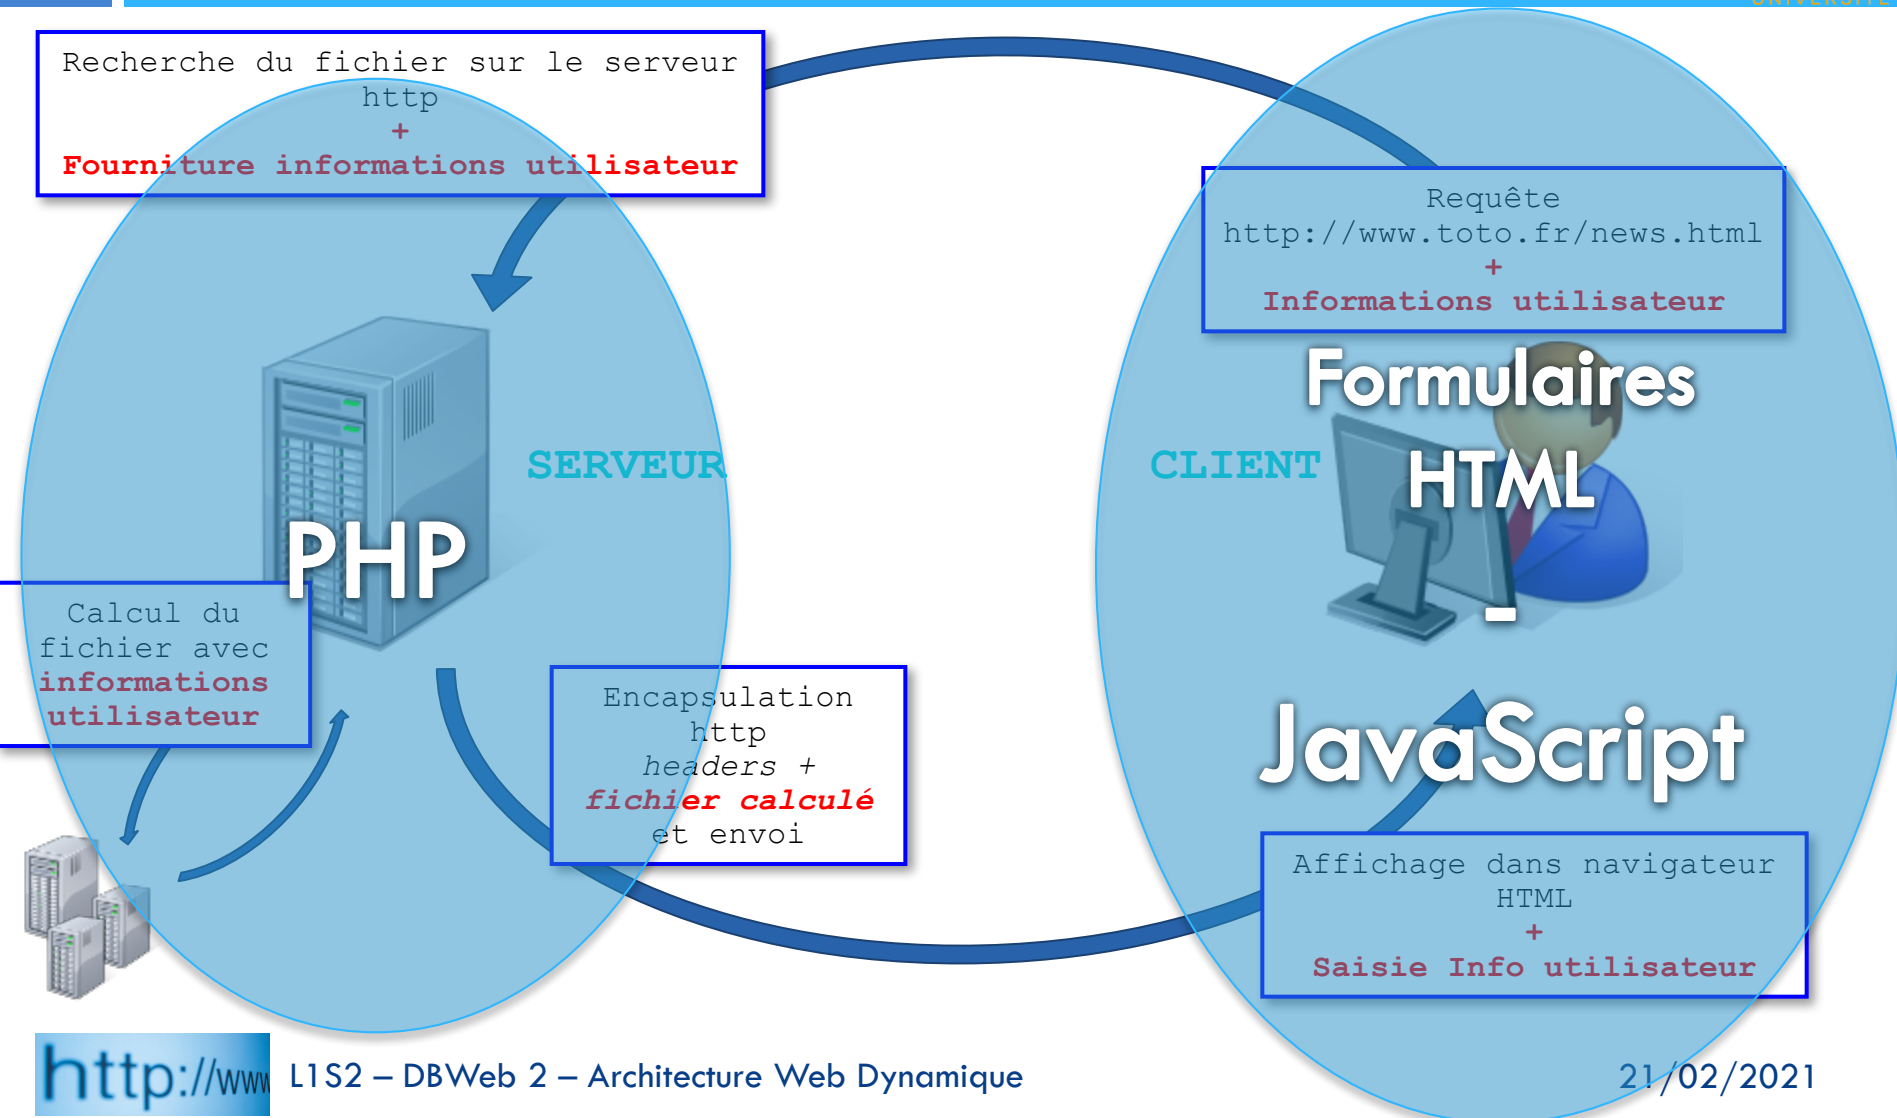 UNIVERSITÉ
Recherche du fichier sur le serveur
http
+
Fourniture informations utilisateur
Requête
http://www.toto.fr/news.html
+
Informations utilisateur
Formulaires
HTML
-
JavaScript
SERVEUR
CLIENT
PHP
Calcul du
fichier avec
informations
utilisateur
Encapsulation
http
headers +
fichier calculé
et envoi
Affichage dans navigateur
HTML
+
Saisie Info utilisateur
http://www
L1S2 – DBWeb 2 – Architecture Web Dynamique
21/02/2021